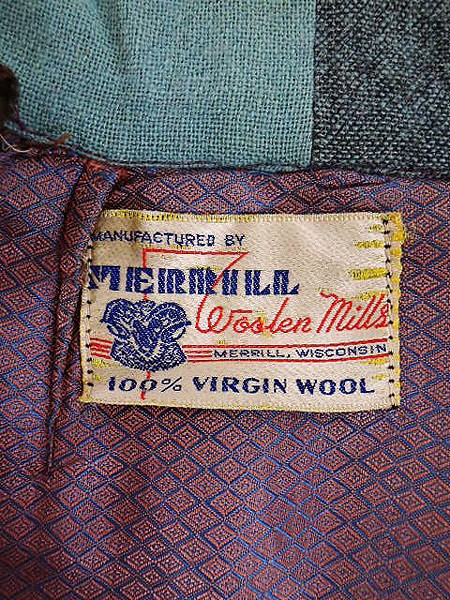 MANUFACTURED BY
MERRILL
Woolen Mills
MERRILL, WISCONSIN
100% VIRGIN WOOL